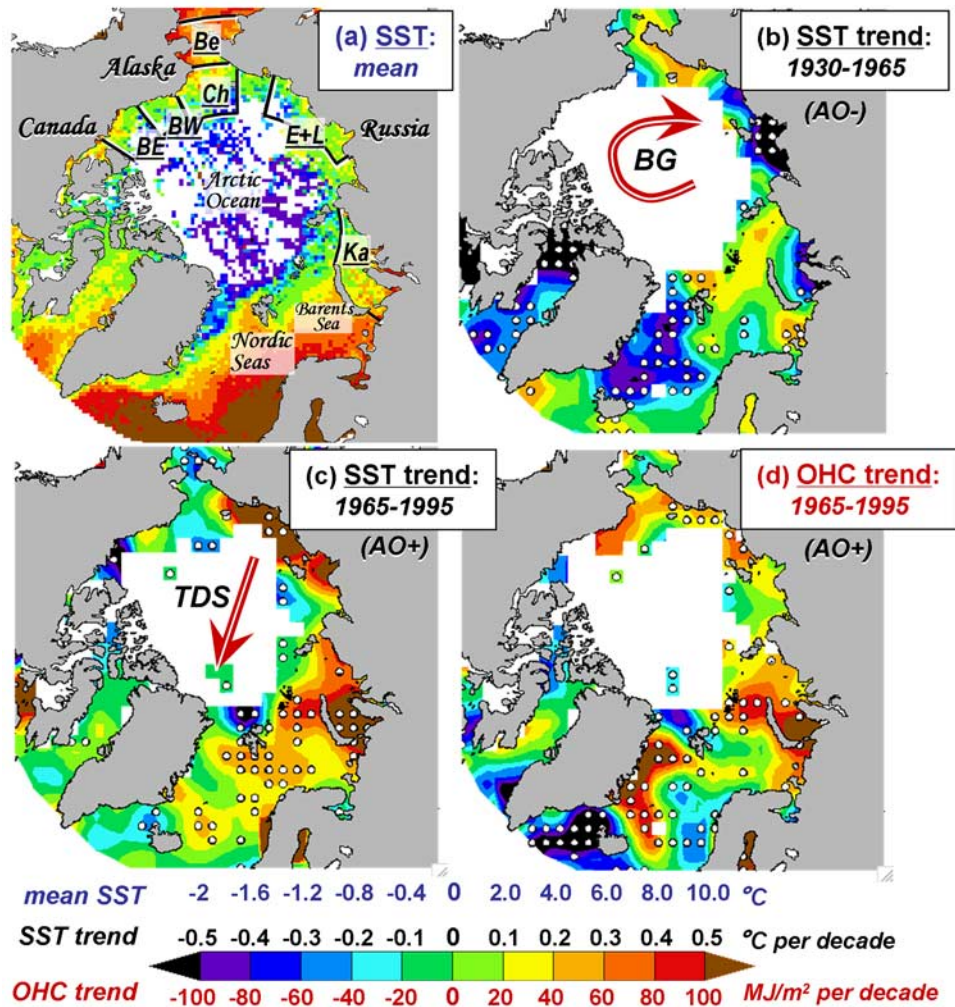 (a) SST:
mean
Be
Alaska
Ch
Canada
BW
BE
E+L
Russia
Arctic
Ocean
Ka
Barents
Sea
Nordic
Seas
(b) SST trend:
1930-1965
(AO-)
BG
(c) SST trend:
1965-1995
(AO+)
TDS
(d) OHC trend:
1965-1995
(AO+)
mean SST -2 -1.6 -1.2 -0.8 -0.4 0 2.0 4.0 6.0 8.0 10.0 °C
SST trend -0.5 -0.4 -0.3 -0.2 -0.1 0 0.1 0.2 0.3 0.4 0.5 °C per decade
OHC trend -100 -80 -60 -40 -20 0 20 40 60 80 100 MJ/m² per decade